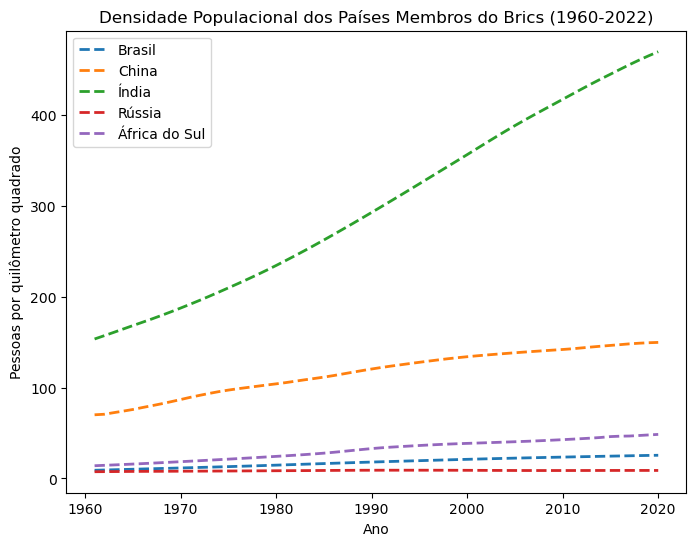 Densidade Populacional dos Países Membros do Brics (1960-2022)
Brasil
China
Índia
Rússia
África do Sul
Pessoas por quilômetro quadrado
400
300
200
100
0
1960 1970 1980 1990 2000 2010 2020
Ano